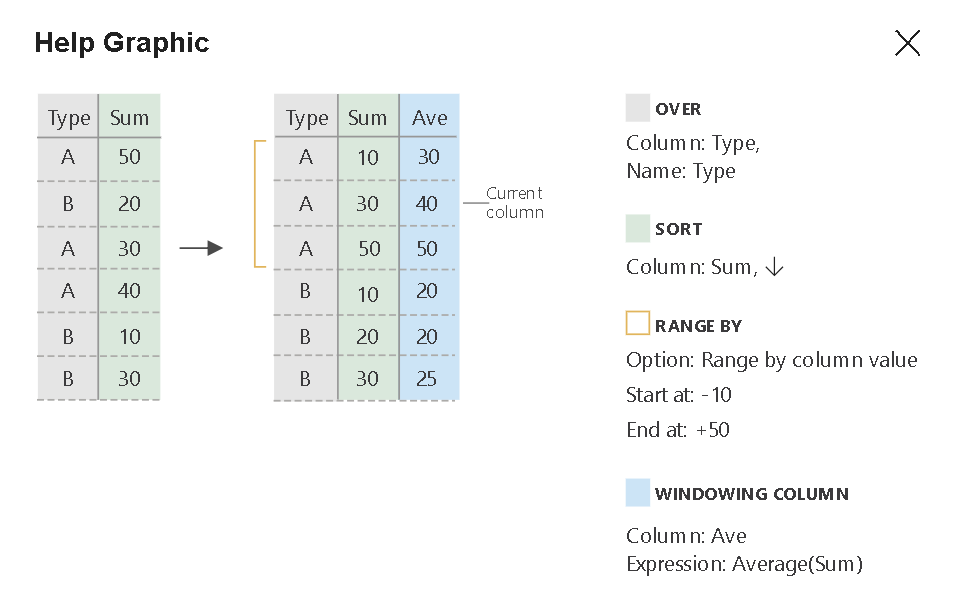 Help Graphic
Type Sum
A 50
B 20
A 30
A 40
B 10
B 30
Type Sum Ave
A 10 30
A 30 40
A 50 50
B 10 20
B 20 20
B 30 25
Current
column
OVER
Column: Type,
Name: Type
SORT
Column: Sum, ↓
RANGE BY
Option: Range by column value
Start at: -10
End at: +50
WINDOWING COLUMN
Column: Ave
Expression: Average(Sum)